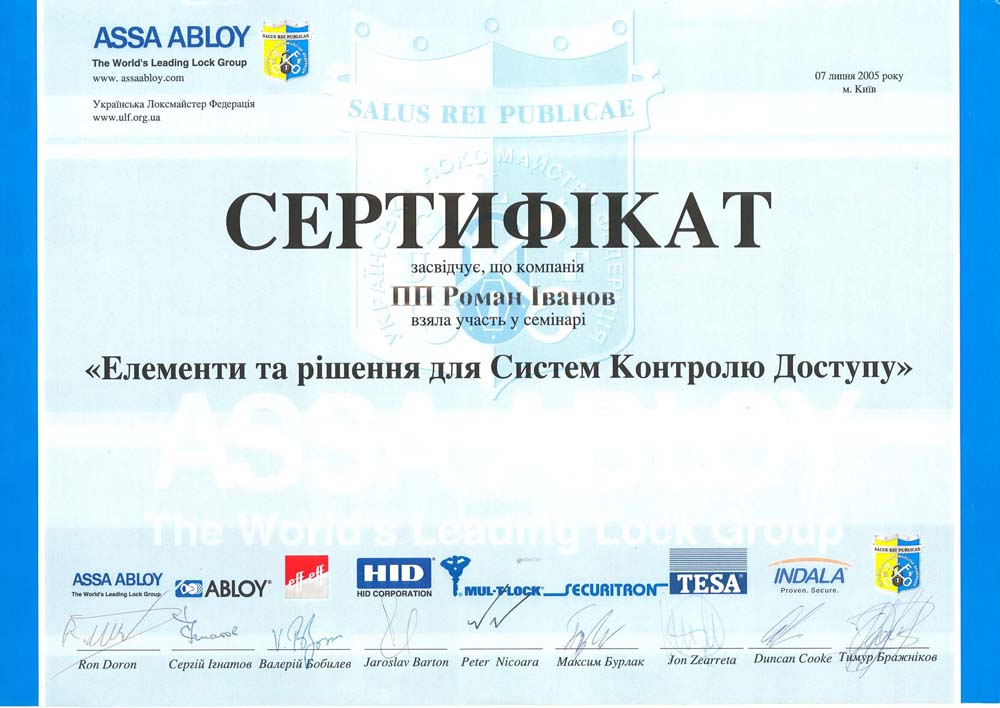 ASSA ABLOY
The World's Leading Lock Group
www. assaabloy.com
SALUS REI PUBLICAE
Українська Локсмайстер Федерація
www.ulf.org.ua
07 липня 2005 року
м. Київ
SALUS REI PUBLICAE
СЕРТИФІКАТ
засвідчує, що компанія
ПП Роман Іванов
взяла участь у семінарі
«Елементи та рішення для Систем Контролю Доступу»
ASSA ABLOY
The World's Leading Lock Group
ASSA ABLOY
The World's Leading Lock Group
ABLOY
eff eff
HID
HID CORPORATION
MUL-T-LOCK
SECURITRON
TESA
INDALA
Proven. Secure.
SALUS REI PUBLICAE
Ron Doron
Сергій Ігнатов
Валерій Бобилев
Jaroslav Barton
Peter Nicoara
Максим Бурлак
Jon Zearreta
Duncan Cooke
Тимур Бражніков